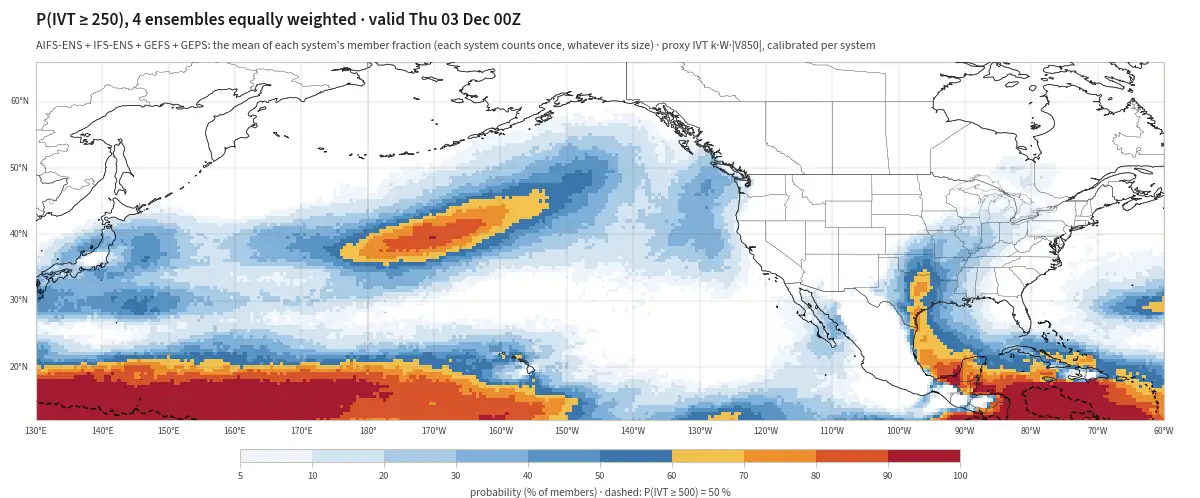 P(IVT ≥ 250), 4 ensembles equally weighted · valid Thu 03 Dec 00Z
AIFS-ENS + IFS-ENS + GEFS + GEPS: the mean of each system's member fraction (each system counts once, whatever its size) · proxy IVT k·W·|V850|, calibrated per system
60°N
50°N
40°N
30°N
20°N
130°E 140°E 150°E 160°E 170°E 180° 170°W 160°W 150°W 140°W 130°W 120°W 110°W 100°W 90°W 80°W 70°W 60°W
5 10 20 30 40 50 60 70 80 90 100
probability (% of members) · dashed: P(IVT ≥ 500) = 50 %